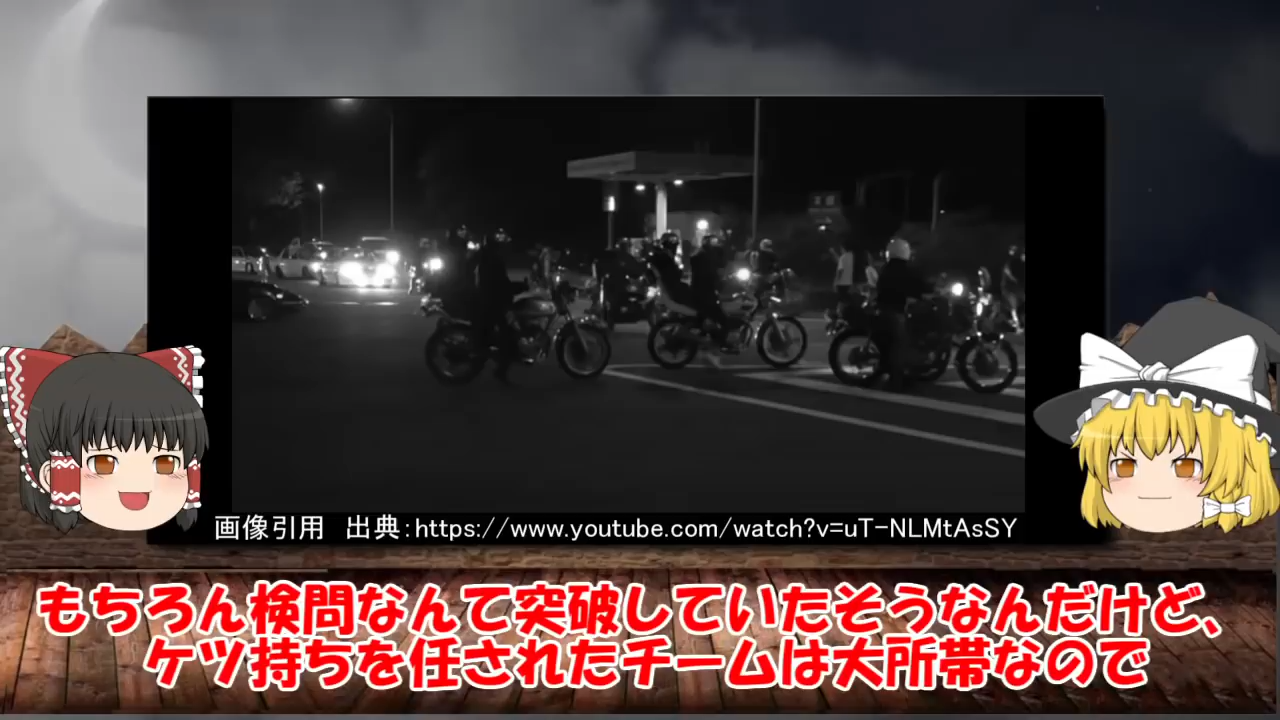 画像引用　出典：https://www.youtube.com/watch?v=uT-NLMtAsSY
もちろん検問なんて突破していたそうなんだけど、
ケツ持ちを任されたチームは大所帯なので